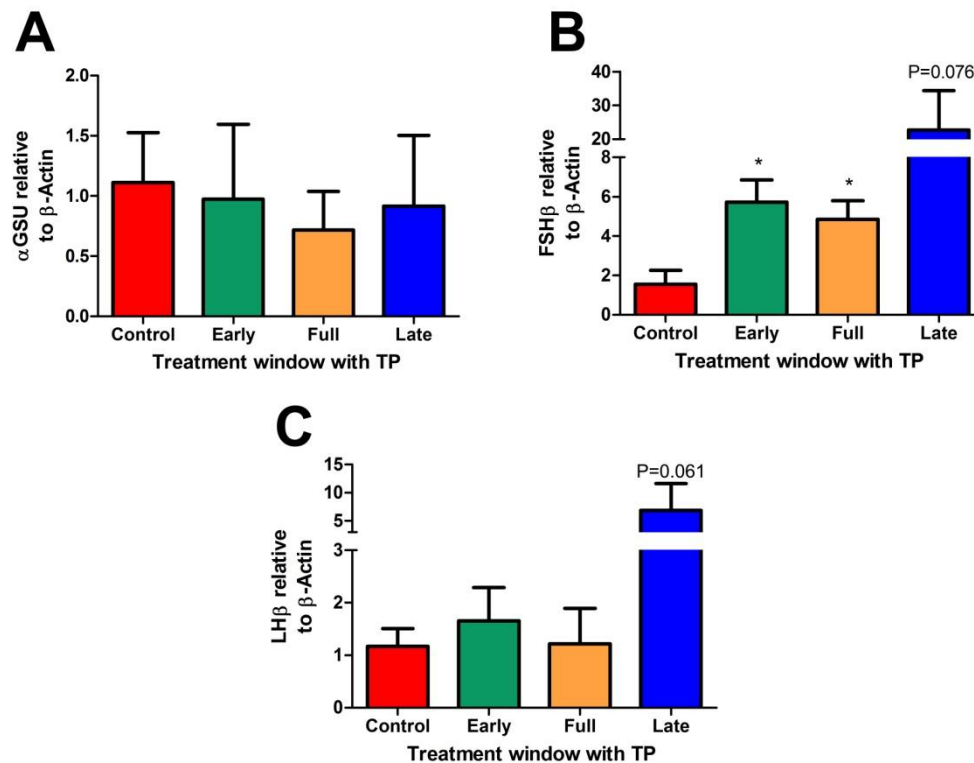 A
αGSU relative
to β-Actin
2.0
1.5
1.0
0.5
0.0
Control Early Full Late
Treatment window with TP
B
FSHβ relative
to β-Actin
40
30
20
8
6
4
2
0
P=0.076
*
*
Control Early Full Late
Treatment window with TP
C
LHβ relative
to β-Actin
15
10
5
3
2
1
0
P=0.061
Control Early Full Late
Treatment window with TP